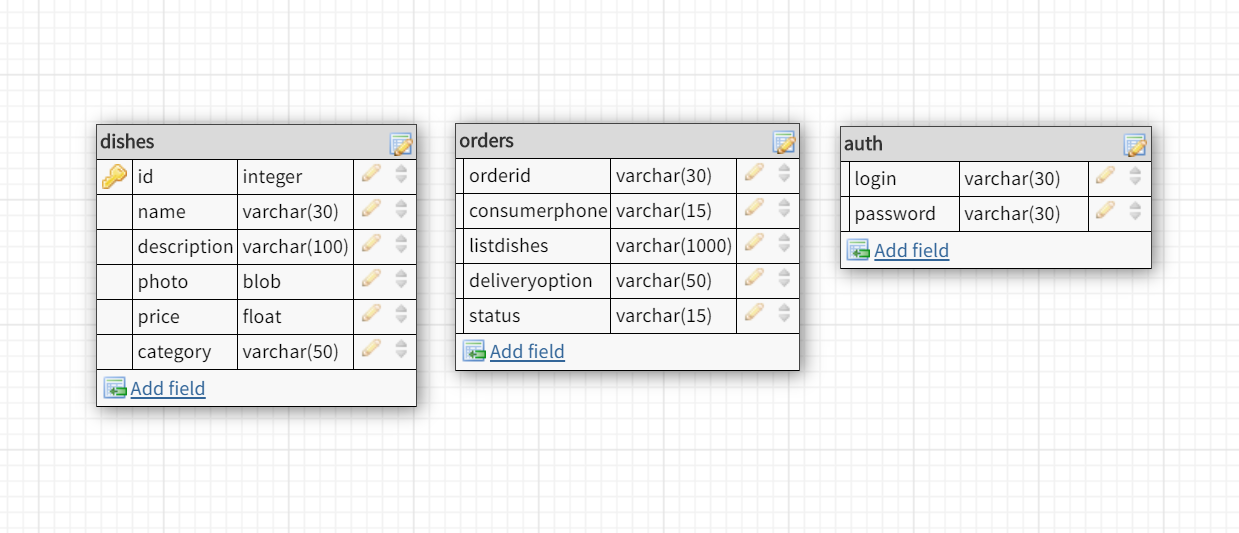 dishes
id integer
name varchar(30)
description varchar(100)
photo blob
price float
category varchar(50)
Add field
orders
orderid varchar(30)
consumerphone varchar(15)
listdishes varchar(1000)
deliveryoption varchar(50)
status varchar(15)
Add field
auth
login varchar(30)
password varchar(30)
Add field